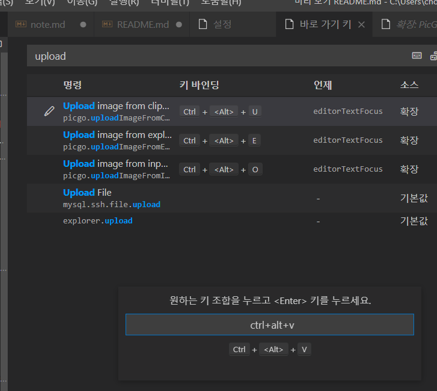 보기(V) 이동(G) 실행(R) 터미널(T) 도움말(H) 미리 보기 README.md - C:\Users\cho
note.md README.md 설정 바로 가기 키 확장: PicG
upload
명령 키 바인딩 언제 소스
Upload image from clip... Ctrl + <Alt> + U editorTextFocus 확장
picgo.uploadImageFromC...
Upload image from expl... Ctrl + <Alt> + E editorTextFocus 확장
picgo.uploadImageFromE...
Upload image from inp... Ctrl + <Alt> + O editorTextFocus 확장
picgo.uploadImageFromI...
Upload File - 기본값
mysql.ssh.file.upload
explorer.upload - 기본값
원하는 키 조합을 누르고 <Enter> 키를 누르세요.
ctrl+alt+v
Ctrl + <Alt> + V